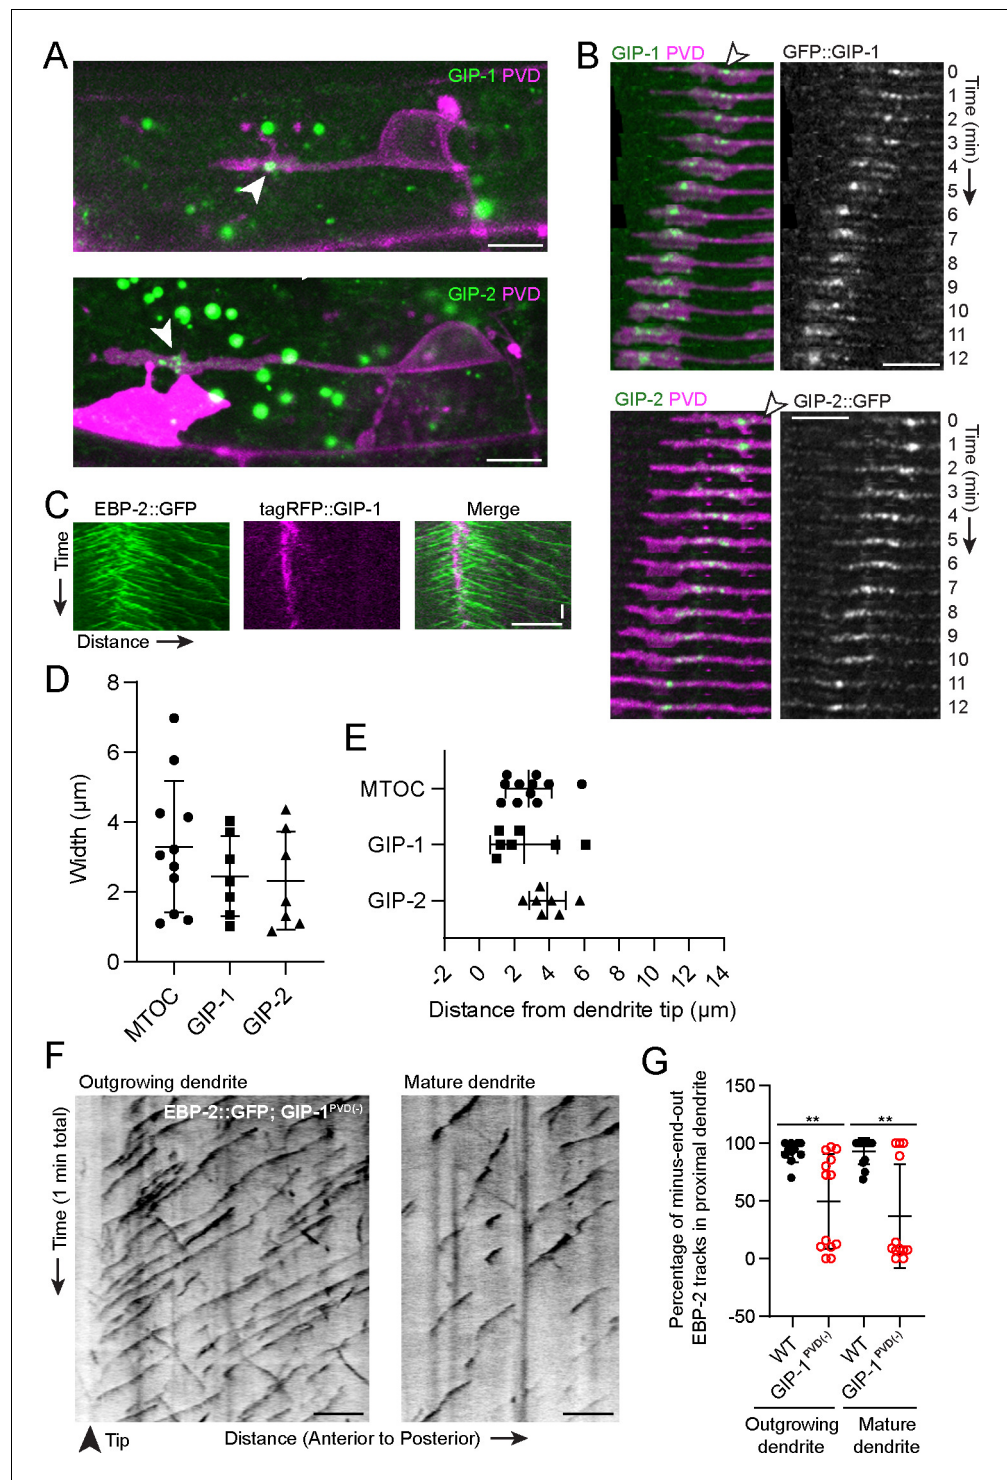 A
GIP-1 PVD
GIP-2 PVD
B
GIP-1 PVD
GFP::GIP-1
0
1
2
3
4
5
6
7
8
9
10
11
12
Time (min)
GIP-2 PVD
GIP-2::GFP
0
1
2
3
4
5
6
7
8
9
10
11
12
Time (min)
C
EBP-2::GFP
tagRFP::GIP-1
Merge
Time
Distance
D
Width (µm)
8
6
4
2
0
MTOC
GIP-1
GIP-2
E
MTOC
GIP-1
GIP-2
-2 0 2 4 6 8 10 12 14
Distance from dendrite tip (µm)
F
Outgrowing dendrite
Mature dendrite
EBP-2::GFP; GIP-1PVD(-)
Time (1 min total)
Tip
Distance (Anterior to Posterior)
G
Percentage of minus-end-out
EBP-2 tracks in proximal dendrite
150
100
50
0
-50
**
**
WT
GIP-1PVD(-)
WT
GIP-1PVD(-)
Outgrowing
dendrite
Mature
dendrite